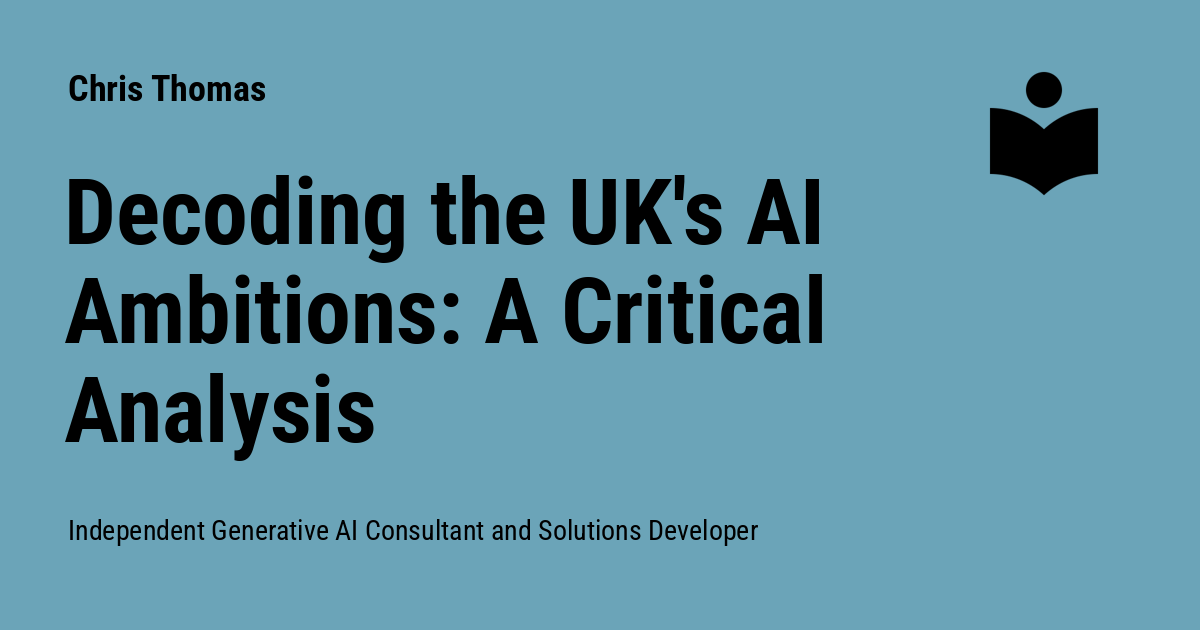 Chris Thomas
Decoding the UK's AI
Ambitions: A Critical
Analysis
Independent Generative AI Consultant and Solutions Developer